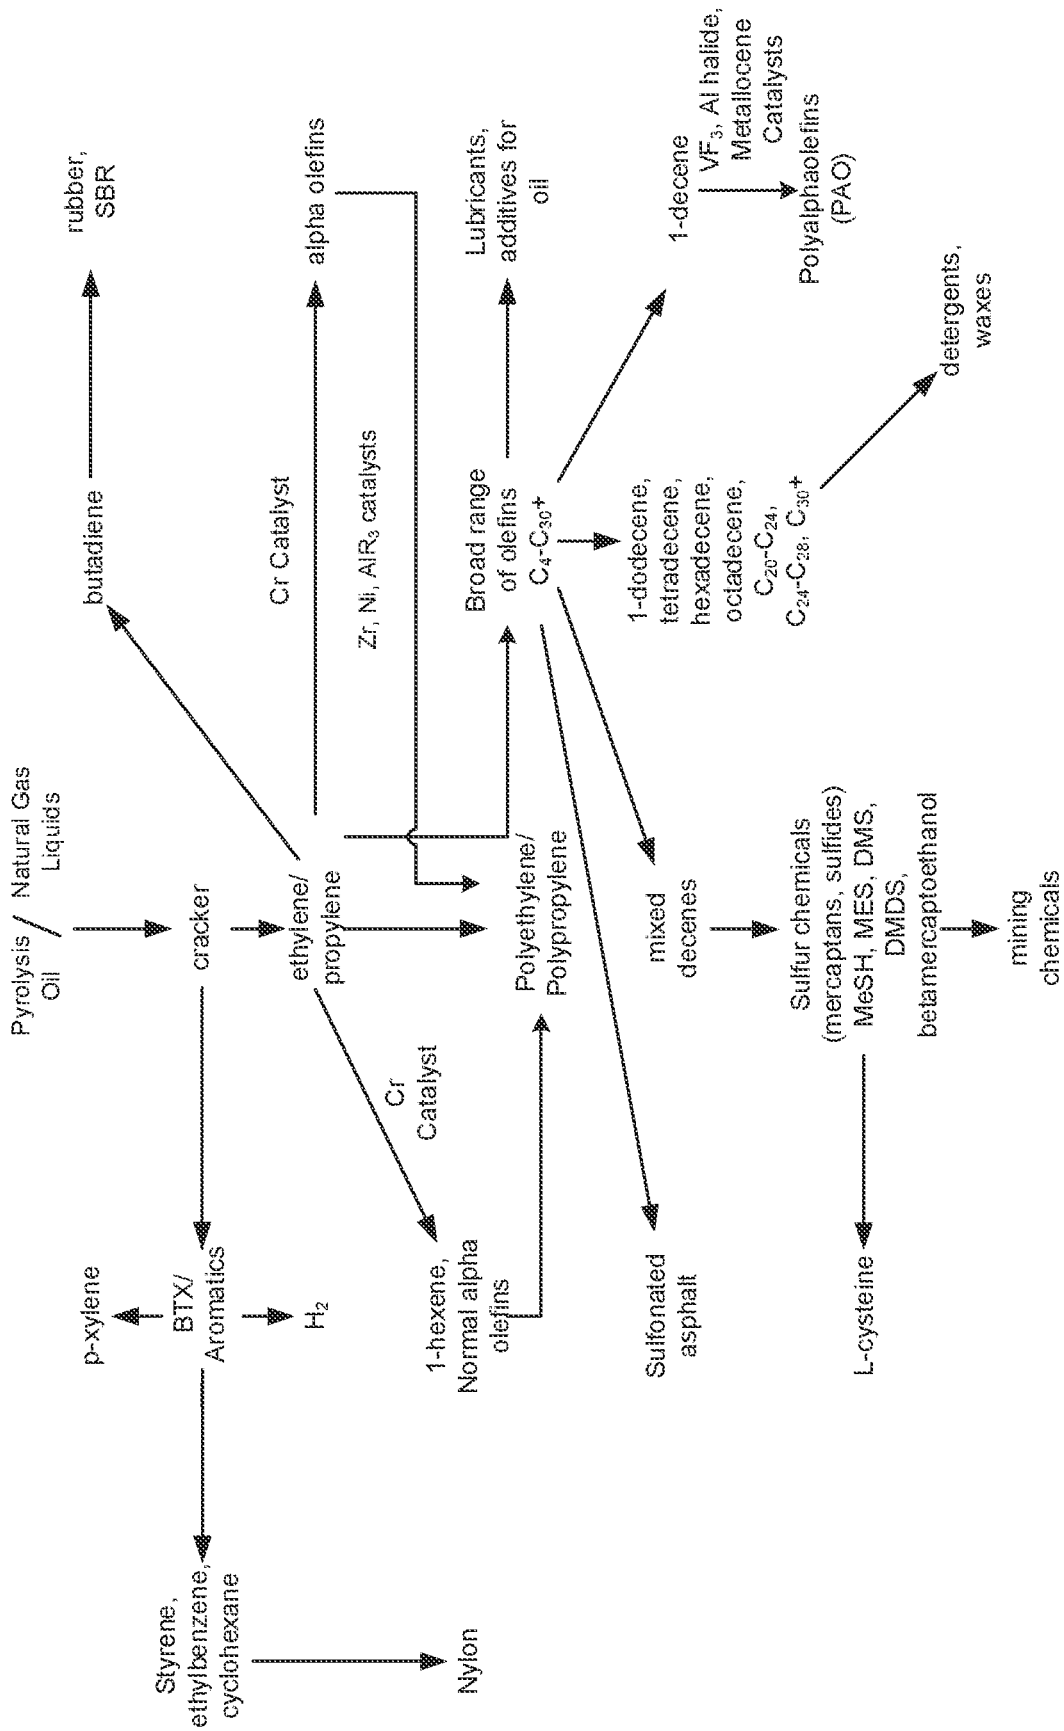 Pyrolysis / Natural Gas
Oil Liquids
cracker
ethylene/
propylene
butadiene
rubber,
SBR
p-xylene
BTX/
Aromatics
H2
Styrene,
ethylbenzene,
cyclohexane
Nylon
Cr Catalyst
alpha olefins
Zr, Ni, AlR3 catalysts
Cr
Catalyst
1-hexene,
Normal alpha
olefins
Polyethylene/
Polypropylene
Broad range
of olefins
C4-C30+
Lubricants,
additives for
oil
Sulfonated
asphalt
mixed
decenes
1-dodecene,
tetradecene,
hexadecene,
octadecene,
C20-C24,
C24-C28, C30+
1-decene
VF3, Al halide,
Metallocene
Catalysts
Polyalphaolefins
(PAO)
detergents,
waxes
Sulfur chemicals
(mercaptans, sulfides)
MeSH, MES, DMS,
DMDS,
betamercaptoethanol
L-cysteine
mining
chemicals